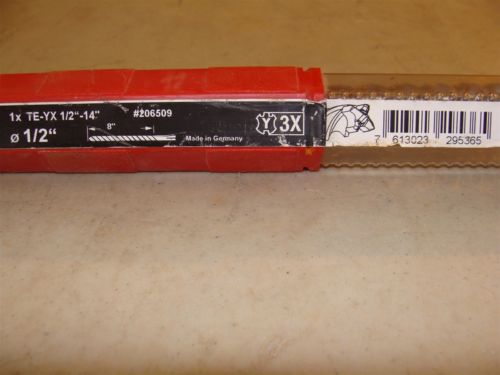 1x TE-YX 1/2"-14" #206509
ø 1/2“ 8" Made in Germany
Y 3X
7 613023 295365